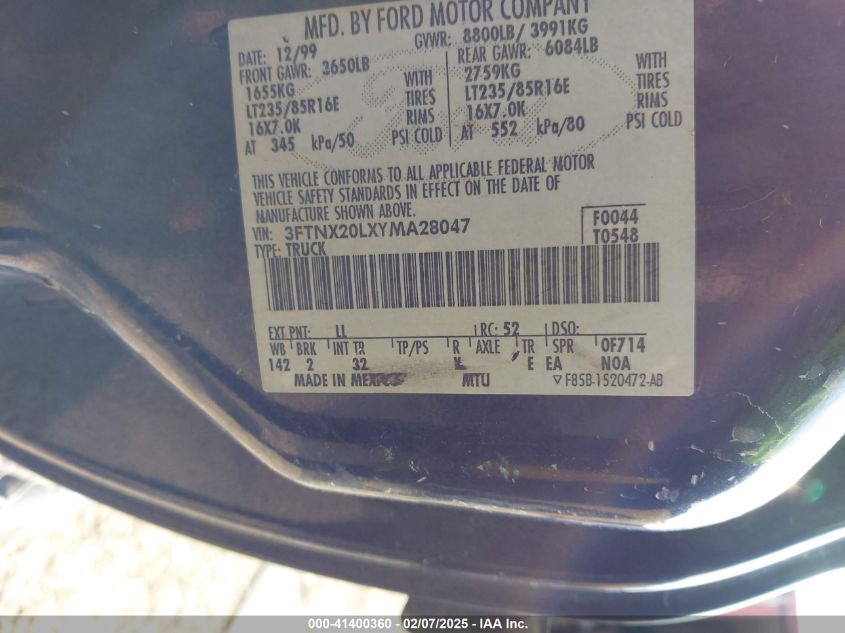 MFD. BY FORD MOTOR COMPANY
DATE: 12/99 GVWR: 8800LB/ 3991KG
FRONT GAWR: 3650LB REAR GAWR: 6084LB
1655KG WITH 2759KG WITH
LT235/85R16E TIRES LT235/85R16E TIRES
16X7.0K RIMS 16X7.0K RIMS
AT 345 kPa/50 PSI COLD AT 552 kPa/80 PSI COLD
THIS VEHICLE CONFORMS TO ALL APPLICABLE FEDERAL MOTOR
VEHICLE SAFETY STANDARDS IN EFFECT ON THE DATE OF
MANUFACTURE SHOWN ABOVE.
VIN: 3FTNX20LXYMA28047 F0044
TYPE: TRUCK T0548
EXT PNT: LL RC: 52 DSO:
WB BRK INT TR TP/PS R AXLE TR SPR 0F714
142 2 32 E EA NOA
MADE IN MEXICO MTU ▽F85B-1520472-AB
000-41400360 - 02/07/2025 - IAA Inc.